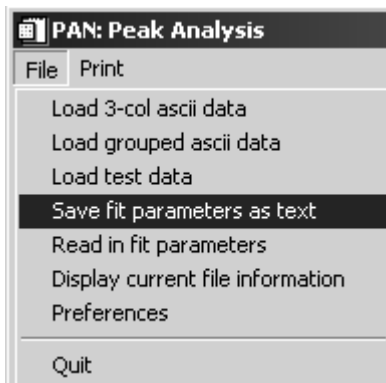 PAN: Peak Analysis
File Print
Load 3-col ascii data
Load grouped ascii data
Load test data
Save fit parameters as text
Read in fit parameters
Display current file information
Preferences
Quit